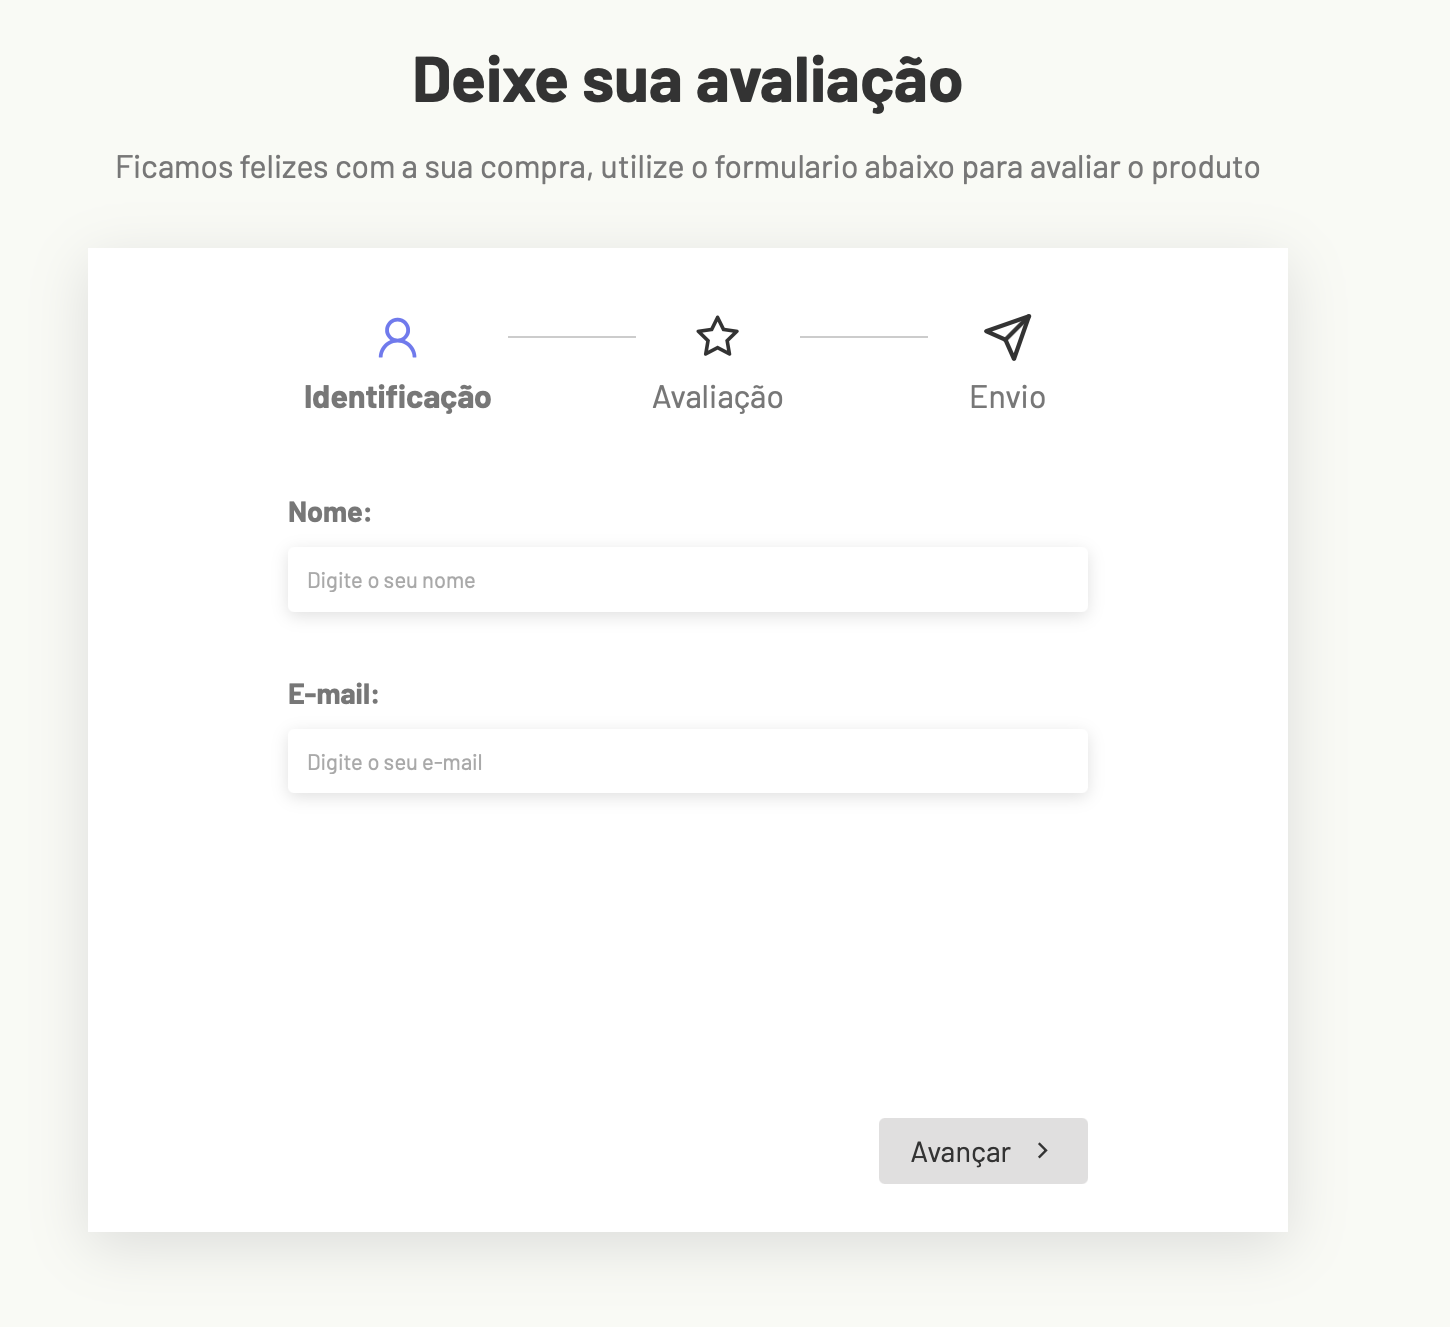 Deixe sua avaliação
Ficamos felizes com a sua compra, utilize o formulario abaixo para avaliar o produto
Identificação
Avaliação
Envio
Nome:
Digite o seu nome
E-mail:
Digite o seu e-mail
Avançar